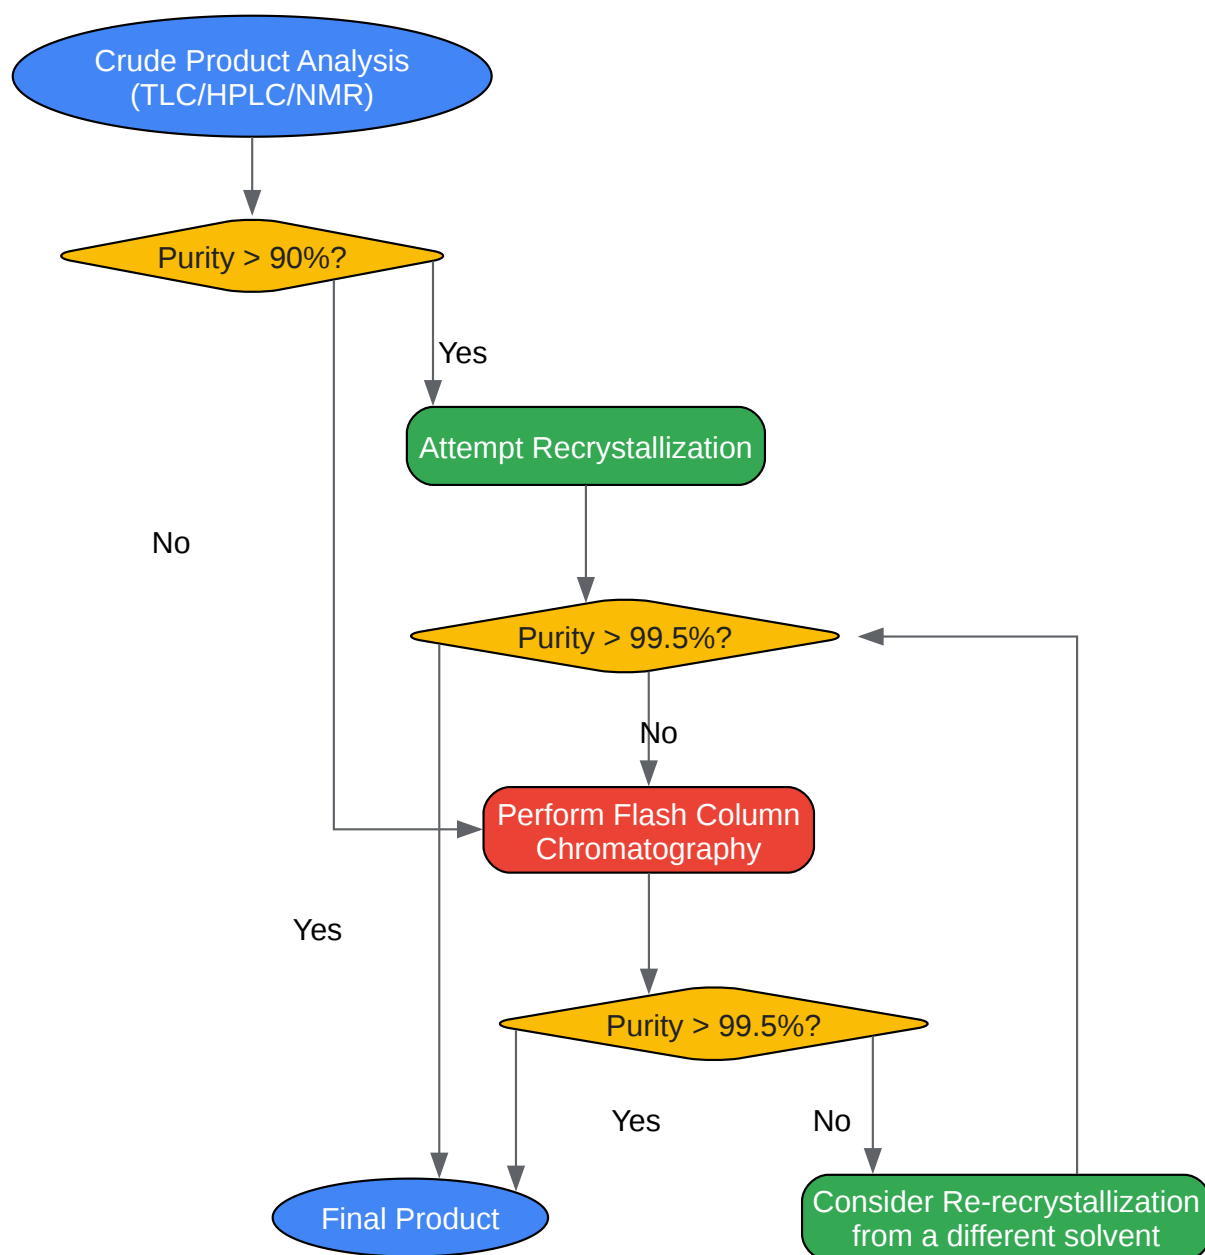 Crude Product Analysis
(TLC/HPLC/NMR)
Purity > 90%?
Yes
Attempt Recrystallization
No
Purity > 99.5%?
No
Perform Flash Column
Chromatography
Yes
Purity > 99.5%?
Yes
No
Final Product
Consider Re-recrystallization
from a different solvent